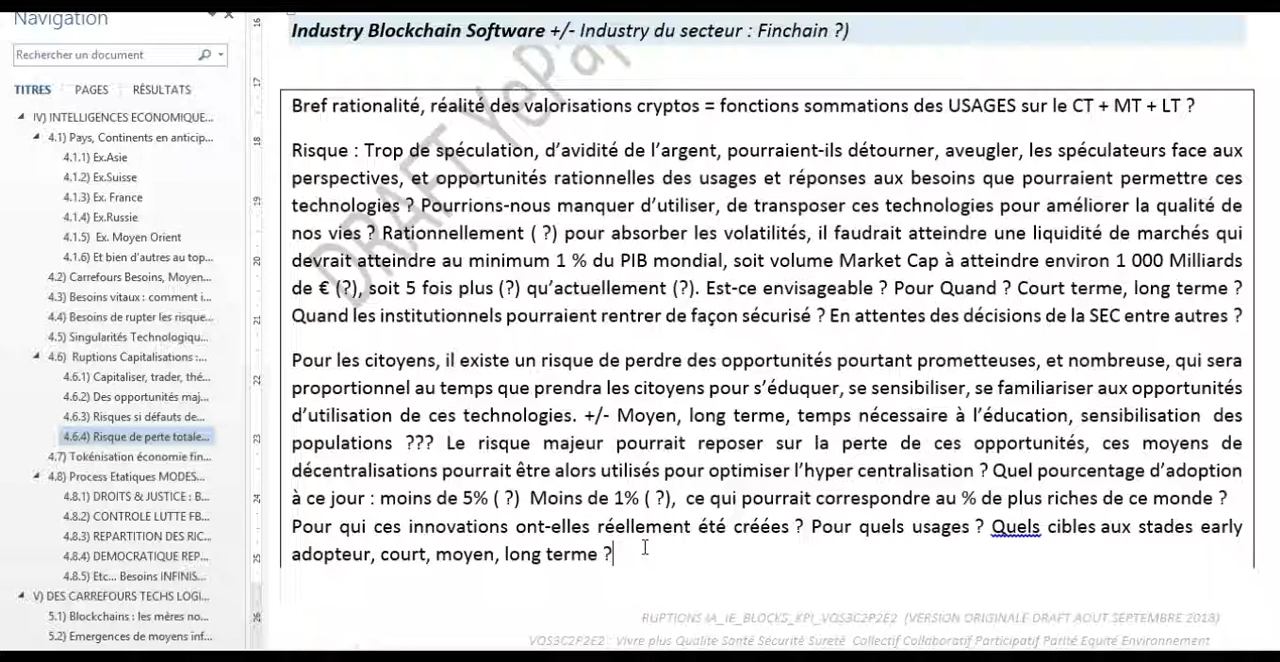 Navigation
Rechercher un document
TITRES PAGES RÉSULTATS
IV) INTELLIGENCES ECONOMIQUE...
4.1) Pays, Continents en anticip...
4.1.1) Ex.Asie
4.1.2) Ex.Suisse
4.1.3) Ex. France
4.1.4) Ex.Russie
4.1.5) Ex. Moyen Orient
4.1.6) Et bien d'autres au top...
4.2) Carrefours Besoins, Moyen...
4.3) Besoins vitaux : comment i...
4.4) Besoins de rupter les risque...
4.5) Singularités Technologiqu...
4.6) Ruptions Capitalisations :...
4.6.1) Capitaliser, trader, thé...
4.6.2) Des opportunités maj...
4.6.3) Risques si défauts de...
4.6.4) Risque de perte totale...
4.7) Tokénisation économie fin...
4.8) Process Etatiques MODES...
4.8.1) DROITS & JUSTICE : B...
4.8.2) CONTROLE LUTTE FB...
4.8.3) REPARTITION DES RIC...
4.8.4) DEMOCRATIQUE REP...
4.8.5) Etc... Besoins INFINIS...
V) DES CARREFOURS TECHS LOGI...
5.1) Blockchains : les mères no...
5.2) Emergences de moyens inf...
16
17
18
19
20
21
22
23
24
25
26
Industry Blockchain Software +/- Industry du secteur : Finchain ?)
Bref rationalité, réalité des valorisations cryptos = fonctions sommations des USAGES sur le CT + MT + LT ?
Risque : Trop de spéculation, d'avidité de l'argent, pourraient-ils détourner, aveugler, les spéculateurs face aux
perspectives, et opportunités rationnelles des usages et réponses aux besoins que pourraient permettre ces
technologies ? Pourrions-nous manquer d'utiliser, de transposer ces technologies pour améliorer la qualité de
nos vies ? Rationnellement ( ?) pour absorber les volatilités, il faudrait atteindre une liquidité de marchés qui
devrait atteindre au minimum 1 % du PIB mondial, soit volume Market Cap à atteindre environ 1 000 Milliards
de € (?), soit 5 fois plus (?) qu'actuellement (?). Est-ce envisageable ? Pour Quand ? Court terme, long terme ?
Quand les institutionnels pourraient rentrer de façon sécurisé ? En attentes des décisions de la SEC entre autres ?
Pour les citoyens, il existe un risque de perdre des opportunités pourtant prometteuses, et nombreuse, qui sera
proportionnel au temps que prendra les citoyens pour s'éduquer, se sensibiliser, se familiariser aux opportunités
d'utilisation de ces technologies. +/- Moyen, long terme, temps nécessaire à l'éducation, sensibilisation des
populations ??? Le risque majeur pourrait reposer sur la perte de ces opportunités, ces moyens de
décentralisations pourrait être alors utilisés pour optimiser l'hyper centralisation ? Quel pourcentage d'adoption
à ce jour : moins de 5% ( ?) Moins de 1% ( ?), ce qui pourrait correspondre au % de plus riches de ce monde ?
Pour qui ces innovations ont-elles réellement été créées ? Pour quels usages ? Quels cibles aux stades early
adopteur, court, moyen, long terme ?
DRAFT
RUPTIONS IA_IE_BLOCKS_KPI_VQS3C2P2E2 (VERSION ORIGINALE DRAFT AOUT SEPTEMBRE 2018)
VQS3C2P2E2 : Vivre plus Qualite Santé Sécurité Sureté Collectif Collaboratif Participatif Parité Equité Environnement